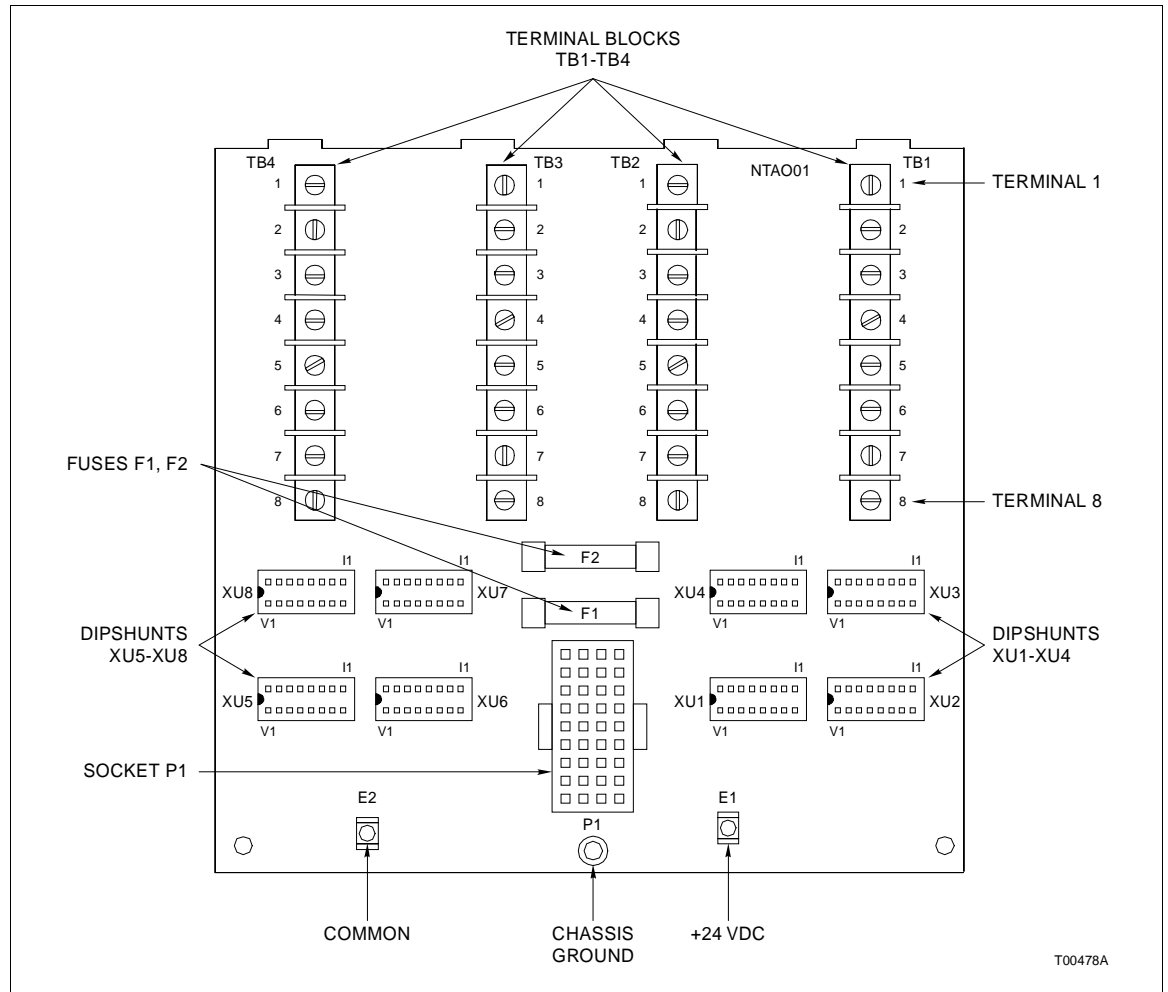 TERMINAL BLOCKS
TB1-TB4
TB4
TB3
TB2
NTAO01
TB1
1
1
1
1
TERMINAL 1
2
2
2
2
3
3
3
3
4
4
4
4
5
5
5
5
6
6
6
6
FUSES F1, F2
7
7
7
7
8
8
8
8
TERMINAL 8
F2
I1
I1
I1
I1
XU8
XU7
XU4
XU3
F1
V1
V1
V1
V1
DIPSHUNTS
XU5-XU8
DIPSHUNTS
XU1-XU4
I1
I1
I1
I1
XU5
XU6
XU1
XU2
V1
V1
V1
V1
SOCKET P1
E2
E1
P1
COMMON
CHASSIS
GROUND
+24 VDC
T00478A